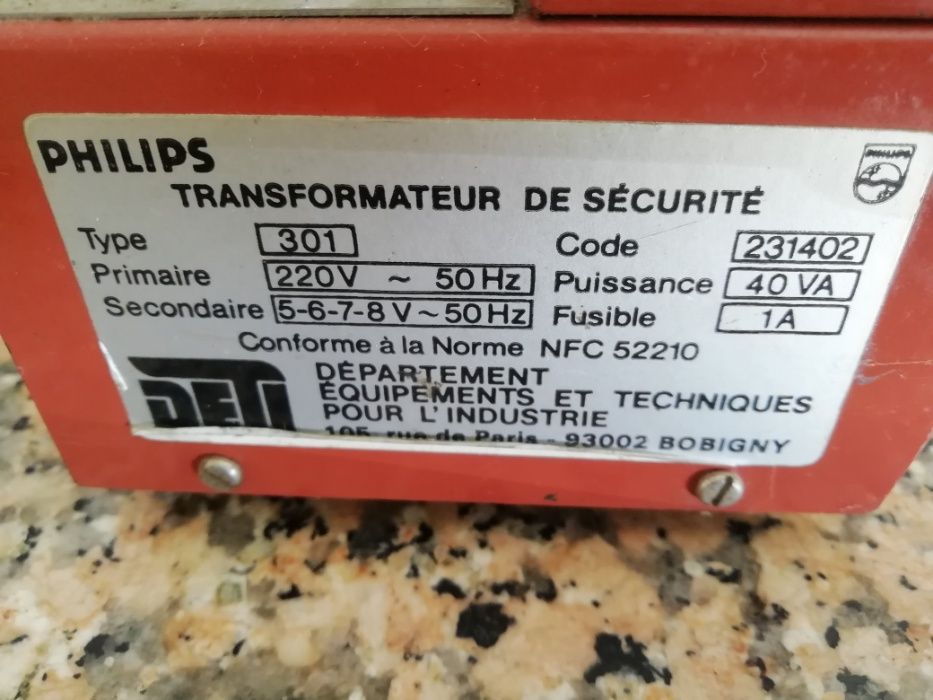 PHILIPS
PHILIPS
TRANSFORMATEUR DE SÉCURITÉ
Type 301 Code 231402
Primaire 220V ~ 50Hz Puissance 40 VA
Secondaire 5-6-7-8 V ~ 50Hz Fusible 1A
Conforme à la Norme NFC 52210
DETI
DÉPARTEMENT
ÉQUIPEMENTS ET TECHNIQUES
POUR L'INDUSTRIE
105, rue de Paris - 93002 BOBIGNY